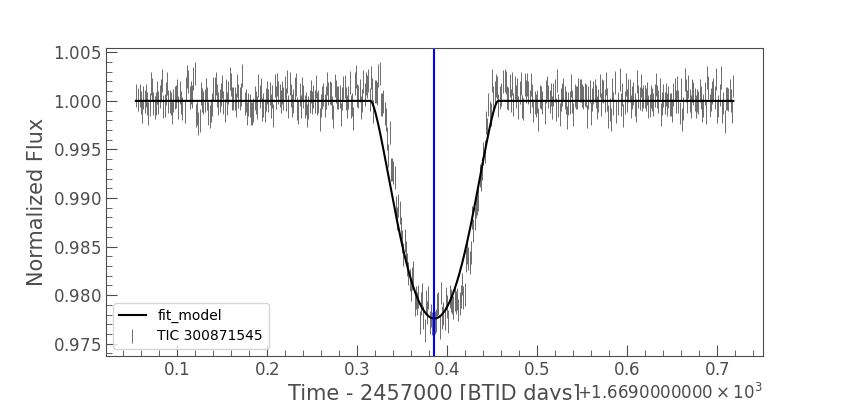 1.005
1.000
0.995
0.990
0.985
0.980
0.975
Normalized Flux
fit_model
TIC 300871545
0.1 0.2 0.3 0.4 0.5 0.6 0.7
Time - 2457000 [BTJD days]
+1.6690000000 × 10³